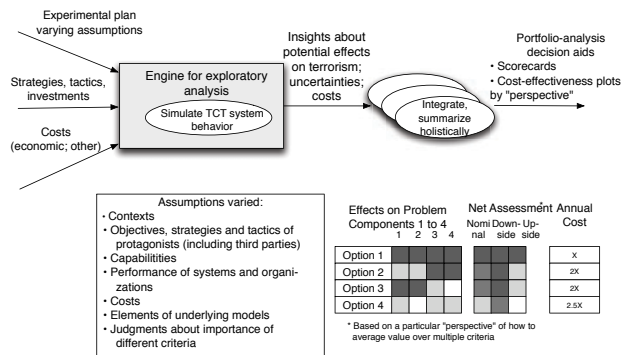 Experimental plan
varying assumptions
Strategies, tactics,
investments
Costs
(economic; other)
Engine for exploratory
analysis
Simulate TCT system
behavior
Insights about
potential effects
on terrorism;
uncertainties;
costs
Integrate,
summarize
holistically
Portfolio-analysis
decision aids
• Scorecards
• Cost-effectiveness plots
by "perspective"
Assumptions varied:
• Contexts
• Objectives, strategies and tactics of
protagonists (including third parties)
• Capabilitities
• Performance of systems and organi-
zations
• Costs
• Elements of underlying models
• Judgments about importance of
different criteria
Effects on Problem
Components 1 to 4
1 2 3 4
Net Assessment*
Nomi Down- Up-
nal side side
Annual
Cost
Option 1 X
Option 2 2X
Option 3 2X
Option 4 2.5X
* Based on a particular "perspective" of how to
average value over multiple criteria